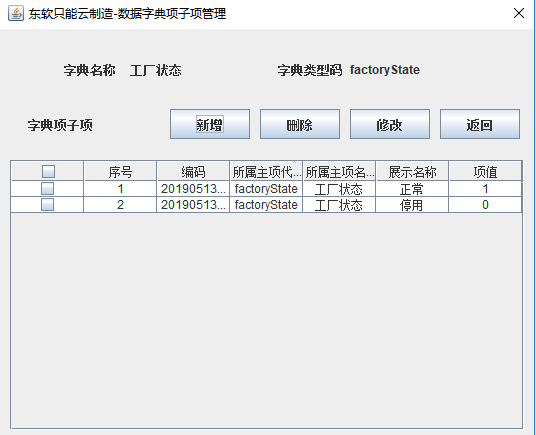 东软只能云制造-数据字典项子项管理
字典名称 工厂状态 字典类型码 factoryState
字典项子项 新增 删除 修改 返回
序号 编码 所属主项代... 所属主项名... 展示名称 项值
1 20190513... factoryState 工厂状态 正常 1
2 20190513... factoryState 工厂状态 停用 0